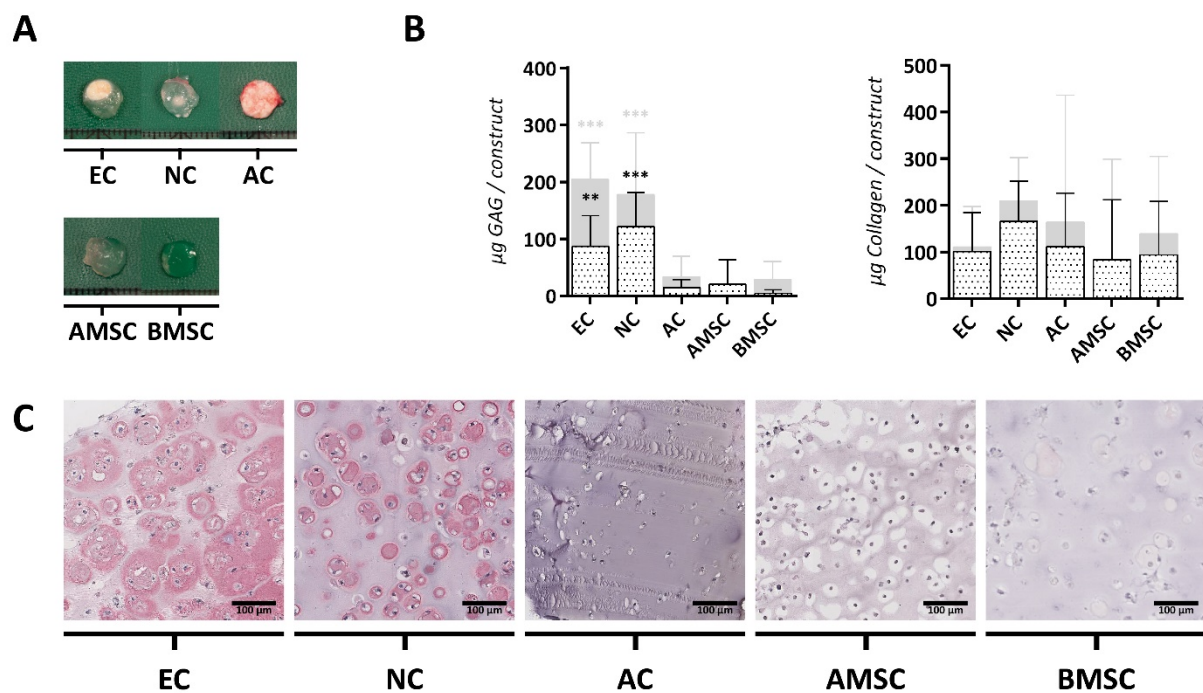 A
EC NC AC
AMSC BMSC
B
µg GAG / construct
400
300
200
100
0
***
***
**
***
EC NC AC AMSC BMSC
µg Collagen / construct
500
400
300
200
100
0
EC NC AC AMSC BMSC
C
100 µm 100 µm 100 µm 100 µm 100 µm
EC NC AC AMSC BMSC